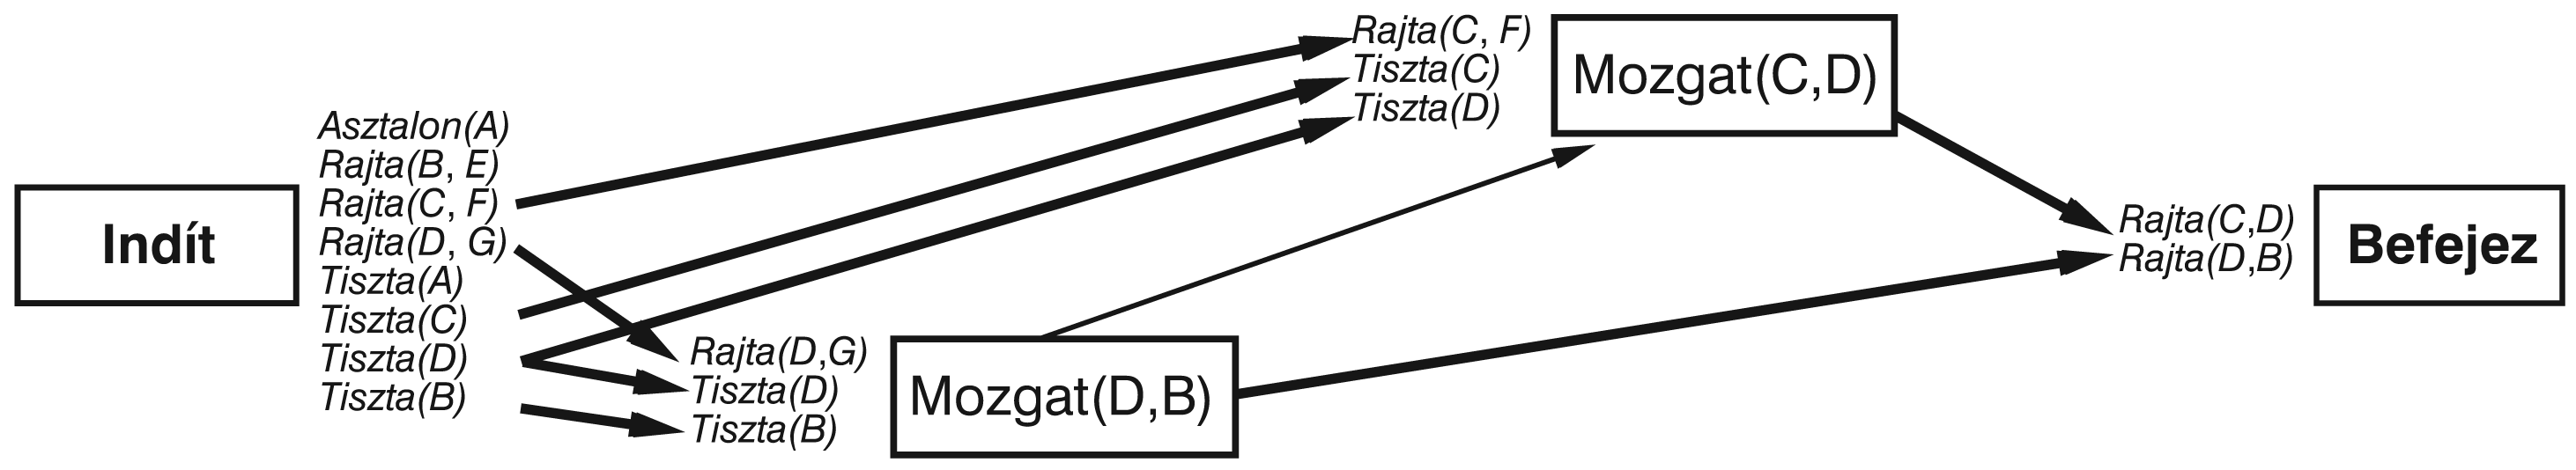 Indít
Asztalon(A)
Rajta(B, E)
Rajta(C, F)
Rajta(D, G)
Tiszta(A)
Tiszta(C)
Tiszta(D)
Tiszta(B)
Rajta(D,G)
Tiszta(D)
Tiszta(B)
Mozgat(D,B)
Rajta(C, F)
Tiszta(C)
Tiszta(D)
Mozgat(C,D)
Rajta(C,D)
Rajta(D,B)
Befejez